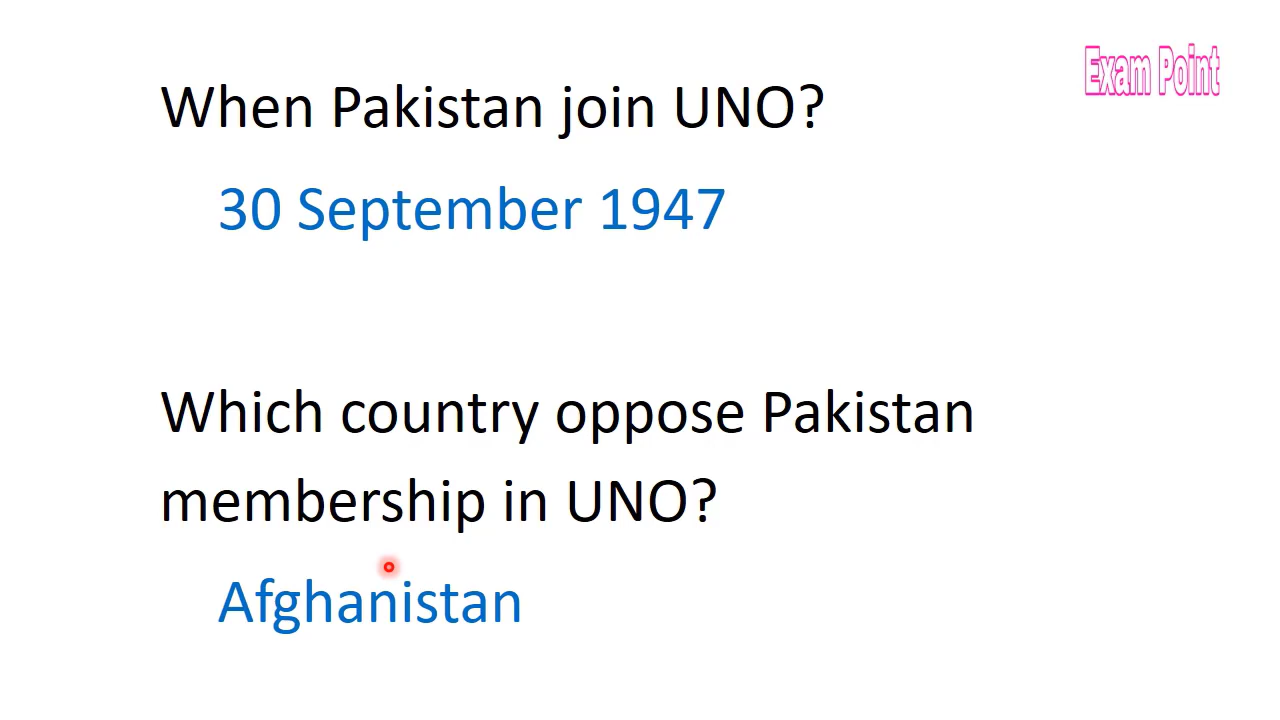 Exam Point
When Pakistan join UNO?
30 September 1947
Which country oppose Pakistan
membership in UNO?
Afghanistan